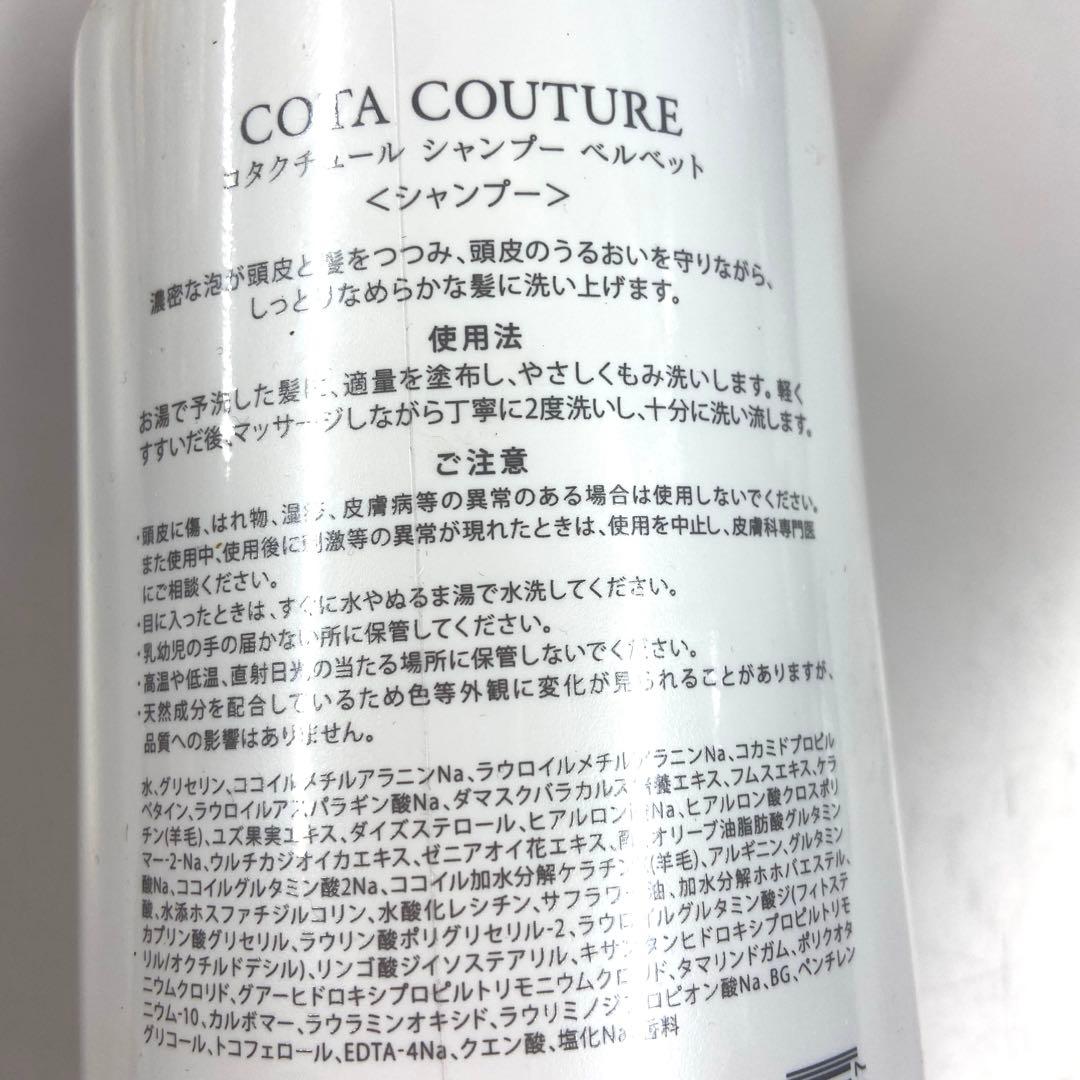 COTA COUTURE
コタクチュール シャンプー ベルベット
＜シャンプー＞
濃密な泡が頭皮と髪をつつみ、頭皮のうるおいを守りながら、
しっとりなめらかな髪に洗い上げます。
使用法
お湯で予洗した髪に、適量を塗布し、やさしくもみ洗いします。軽く
すすいだ後、マッサージしながら丁寧に2度洗いし、十分に洗い流します。
ご注意
・頭皮に傷、はれ物、湿疹、皮膚病等の異常のある場合は使用しないでください。
また使用中、使用後に刺激等の異常が現れたときは、使用を中止し、皮膚科専門医
にご相談ください。
・目に入ったときは、すぐに水やぬるま湯で水洗してください。
・乳幼児の手の届かない所に保管してください。
・高温や低温、直射日光の当たる場所に保管しないでください。
・天然成分を配合しているため色等外観に変化が見られることがありますが、
品質への影響はありません。
水、グリセリン、ココイルメチルアラニンNa、ラウロイルメチルアラニンNa、コカミドプロピル
ベタイン、ラウロイルアスパラギン酸Na、ダマスクバラカルス培養エキス、フムスエキス、ケラ
チン(羊毛)、ユズ果実エキス、ダイズステロール、ヒアルロン酸Na、ヒアルロン酸クロスポリ
マー-2-Na、ウルチカジオイカエキス、ゼニアオイ花エキス、オリーブ油脂肪酸グルタミン
酸Na、ココイルグルタミン酸2Na、ココイル加水分解ケラチンK(羊毛)、アルギニン、グルタミン
酸、水添ホスファチジルコリン、水酸化レシチン、サフラワー油、加水分解ホホバエステル、
カプリン酸グリセリル、ラウリン酸ポリグリセリル-2、ラウロイルグルタミン酸ジ(フィトステ
リル/オクチルドデシル)、リンゴ酸ジイソステアリル、キサンタンヒドロキシプロピルトリモ
ニウムクロリド、グアーヒドロキシプロピルトリモニウムクロリド、タマリンドガム、ポリクオタ
ニウム-10、カルボマー、ラウラミンオキシド、ラウリミノジプロピオン酸Na、BG、ペンチレン
グリコール、トコフェロール、EDTA-4Na、クエン酸、塩化Na、香料